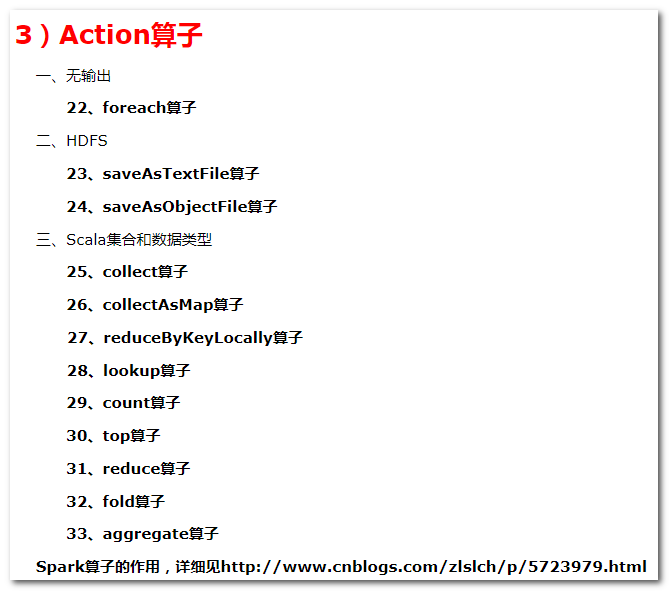 3）Action算子
一、无输出
22、foreach算子
二、HDFS
23、saveAsTextFile算子
24、saveAsObjectFile算子
三、Scala集合和数据类型
25、collect算子
26、collectAsMap算子
27、reduceByKeyLocally算子
28、lookup算子
29、count算子
30、top算子
31、reduce算子
32、fold算子
33、aggregate算子
Spark算子的作用，详细见http://www.cnblogs.com/zlslch/p/5723979.html